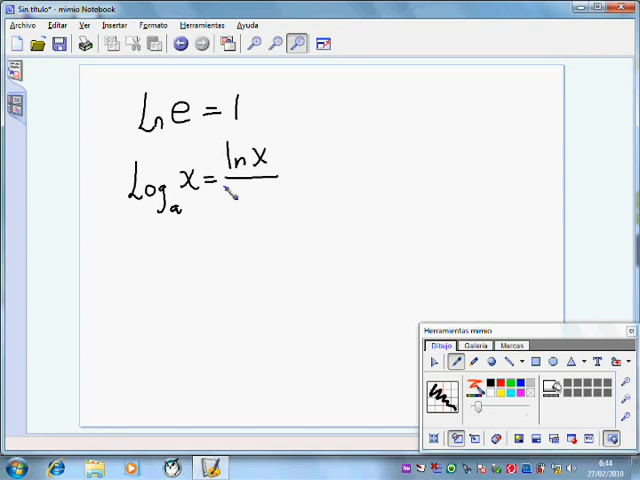 Sin título* - mimio Notebook
Archivo Editar Ver Insertar Formato Herramientas Ayuda
Ln e = 1
Log_a x = ln x
Herramientas mimio
Dibujo Galería Marcas
T
6:44
27/02/2010